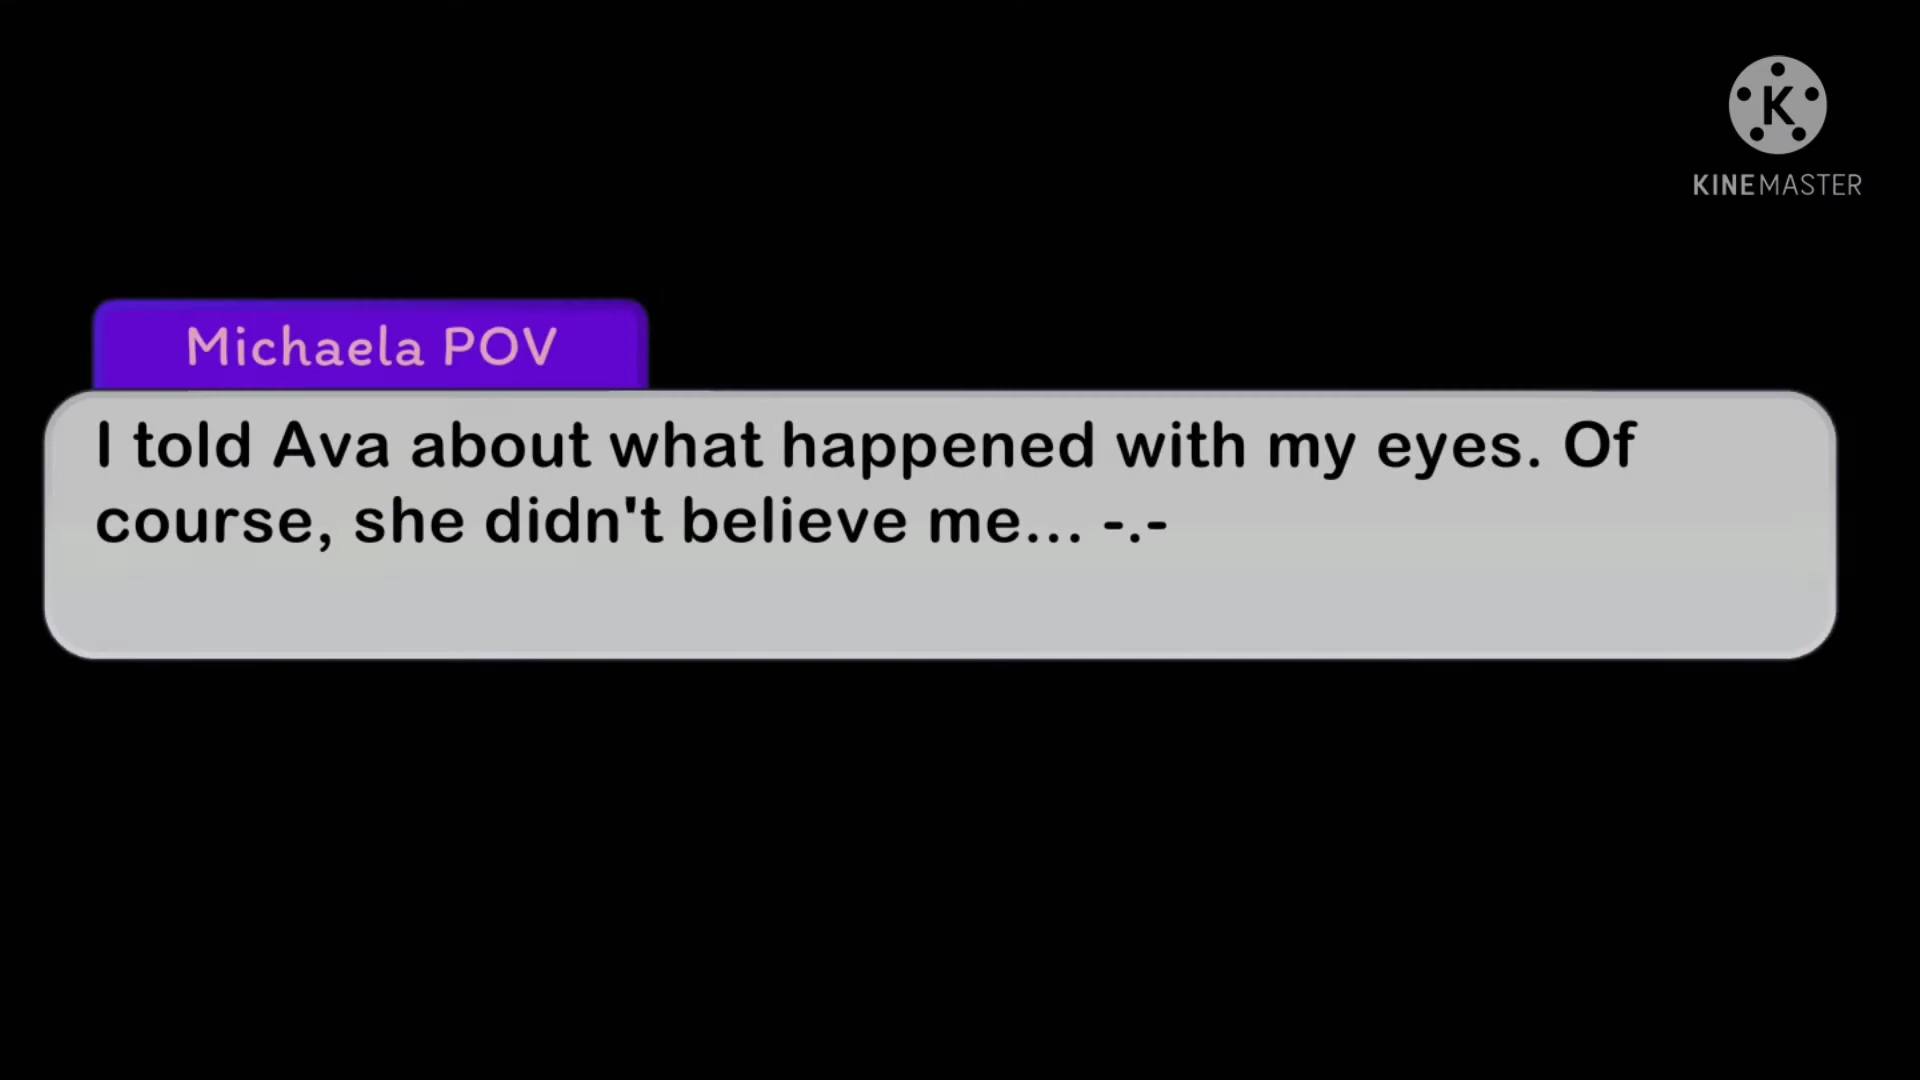 K
KINEMASTER
Michaela POV
I told Ava about what happened with my eyes. Of
course, she didn't believe me... -.-